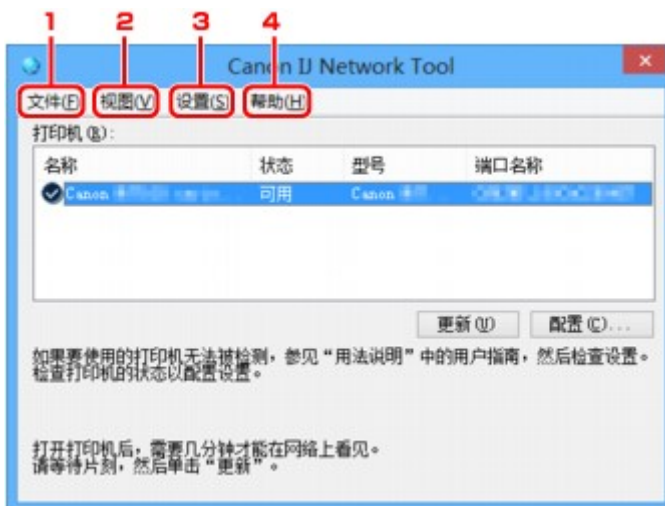 1 2 3 4
Canon IJ Network Tool
文件(F) 视图(V) 设置(S) 帮助(H)
打印机(R):
名称 状态 型号 端口名称
Canon 可用 Canon
更新(U) 配置(C)...
如果要使用的打印机无法被检测，参见“用法说明”中的用户指南，然后检查设置。
检查打印机的状态以配置设置。
打开打印机后，需要几分钟才能在网络上看见。
请等待片刻，然后单击“更新”。